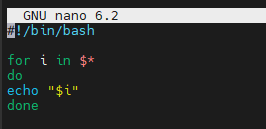 GNU nano 6.2
#!/bin/bash
for i in $*
do
echo "$i"
done